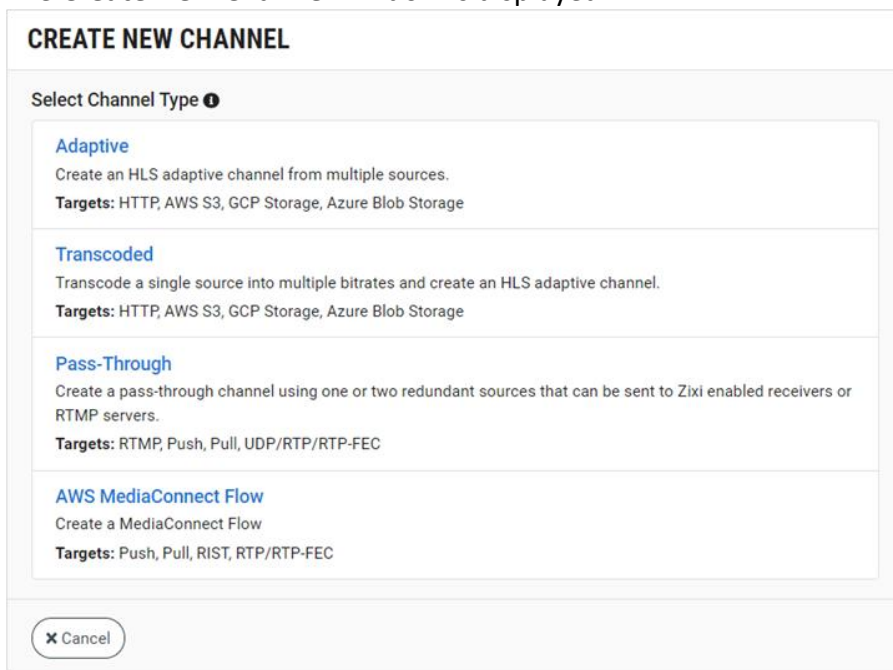 CREATE NEW CHANNEL
Select Channel Type
Adaptive
Create an HLS adaptive channel from multiple sources.
Targets: HTTP, AWS S3, GCP Storage, Azure Blob Storage
Transcoded
Transcode a single source into multiple bitrates and create an HLS adaptive channel.
Targets: HTTP, AWS S3, GCP Storage, Azure Blob Storage
Pass-Through
Create a pass-through channel using one or two redundant sources that can be sent to Zixi enabled receivers or
RTMP servers.
Targets: RTMP, Push, Pull, UDP/RTP/RTP-FEC
AWS MediaConnect Flow
Create a MediaConnect Flow
Targets: Push, Pull, RIST, RTP/RTP-FEC
Cancel